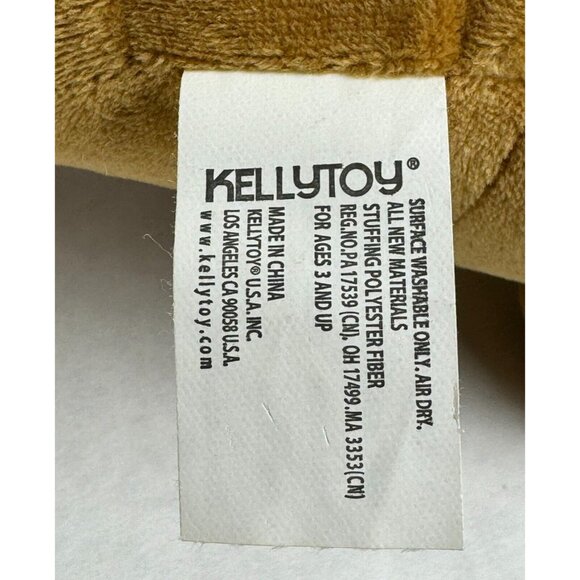 KELLYTOY®
SURFACE WASHABLE ONLY. AIR DRY.
ALL NEW MATERIALS
STUFFING POLYESTER FIBER
REG.NO.PA 17539 (CN), OH 17499.MA 3353(CN)
FOR AGES 3 AND UP
MADE IN CHINA
KELLYTOY® U.S.A. INC.
LOS ANGELES CA 90058 U.S.A.
www.kellytoy.com